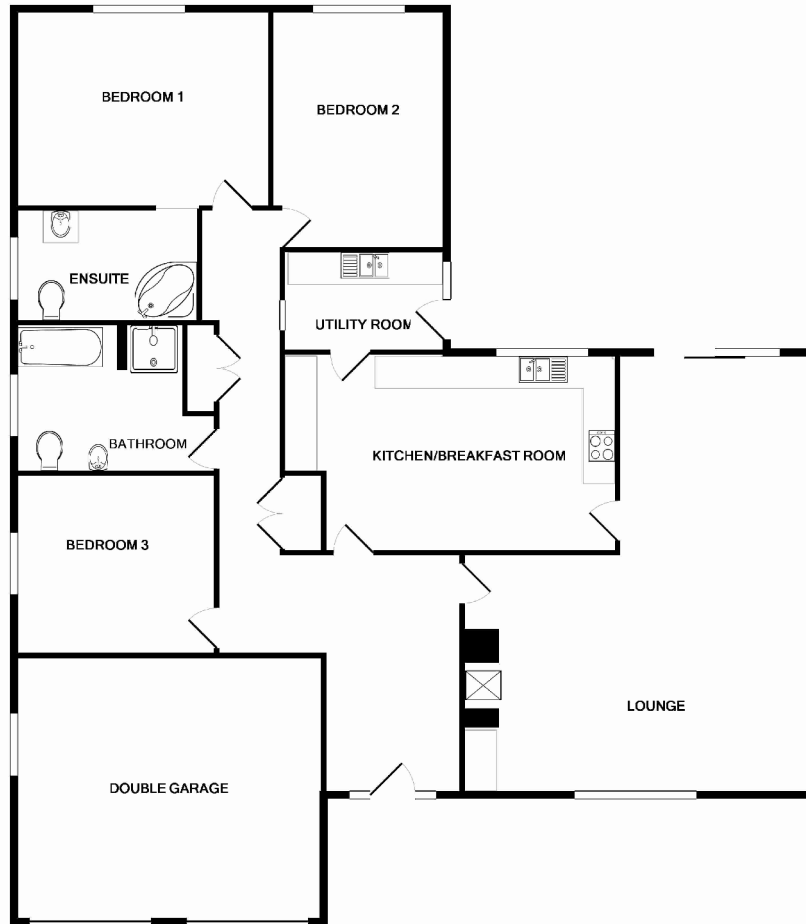 BEDROOM 1
BEDROOM 2
ENSUITE
UTILITY ROOM
BATHROOM
KITCHEN/BREAKFAST ROOM
BEDROOM 3
LOUNGE
DOUBLE GARAGE